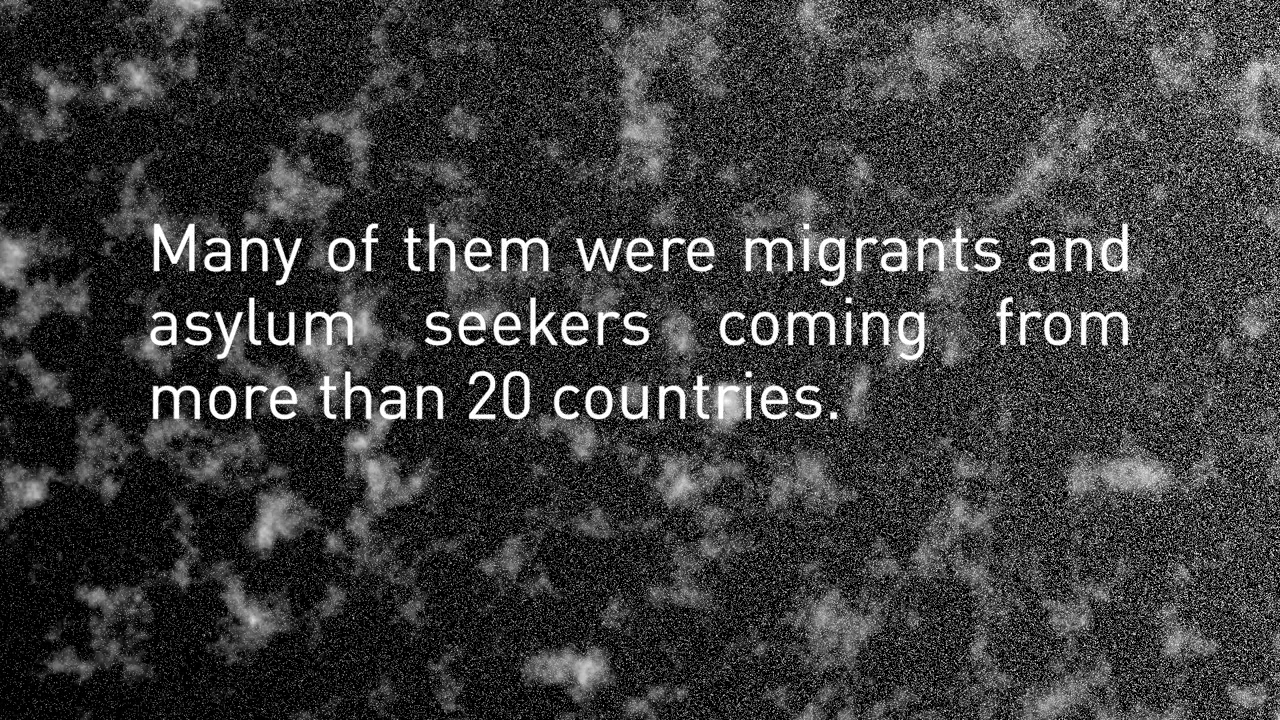 Many of them were migrants and
asylum seekers coming from
more than 20 countries.